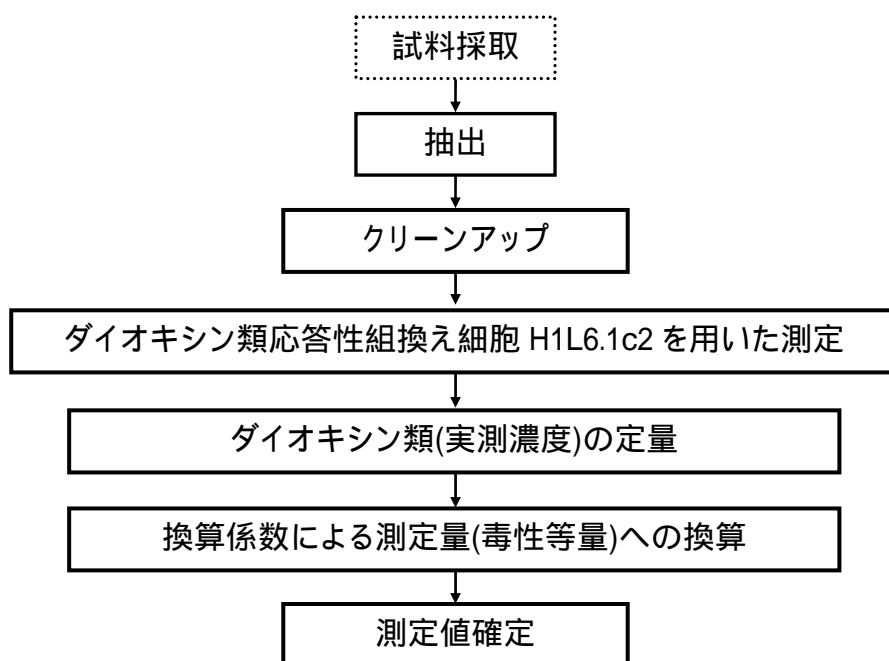 試料採取
抽出
クリーンアップ
ダイオキシン類応答性組換え細胞 H1L6.1c2 を用いた測定
ダイオキシン類(実測濃度)の定量
換算係数による測定量(毒性等量)への換算
測定値確定